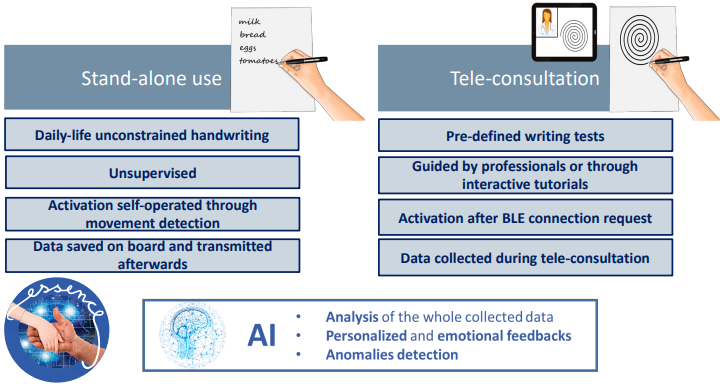 milk
bread
eggs
tomatoes
Stand-alone use
Daily-life unconstrained handwriting
Unsupervised
Activation self-operated through
movement detection
Data saved on board and transmitted
afterwards
Tele-consultation
Pre-defined writing tests
Guided by professionals or through
interactive tutorials
Activation after BLE connection request
Data collected during tele-consultation
essence
AI
• Analysis of the whole collected data
• Personalized and emotional feedbacks
• Anomalies detection